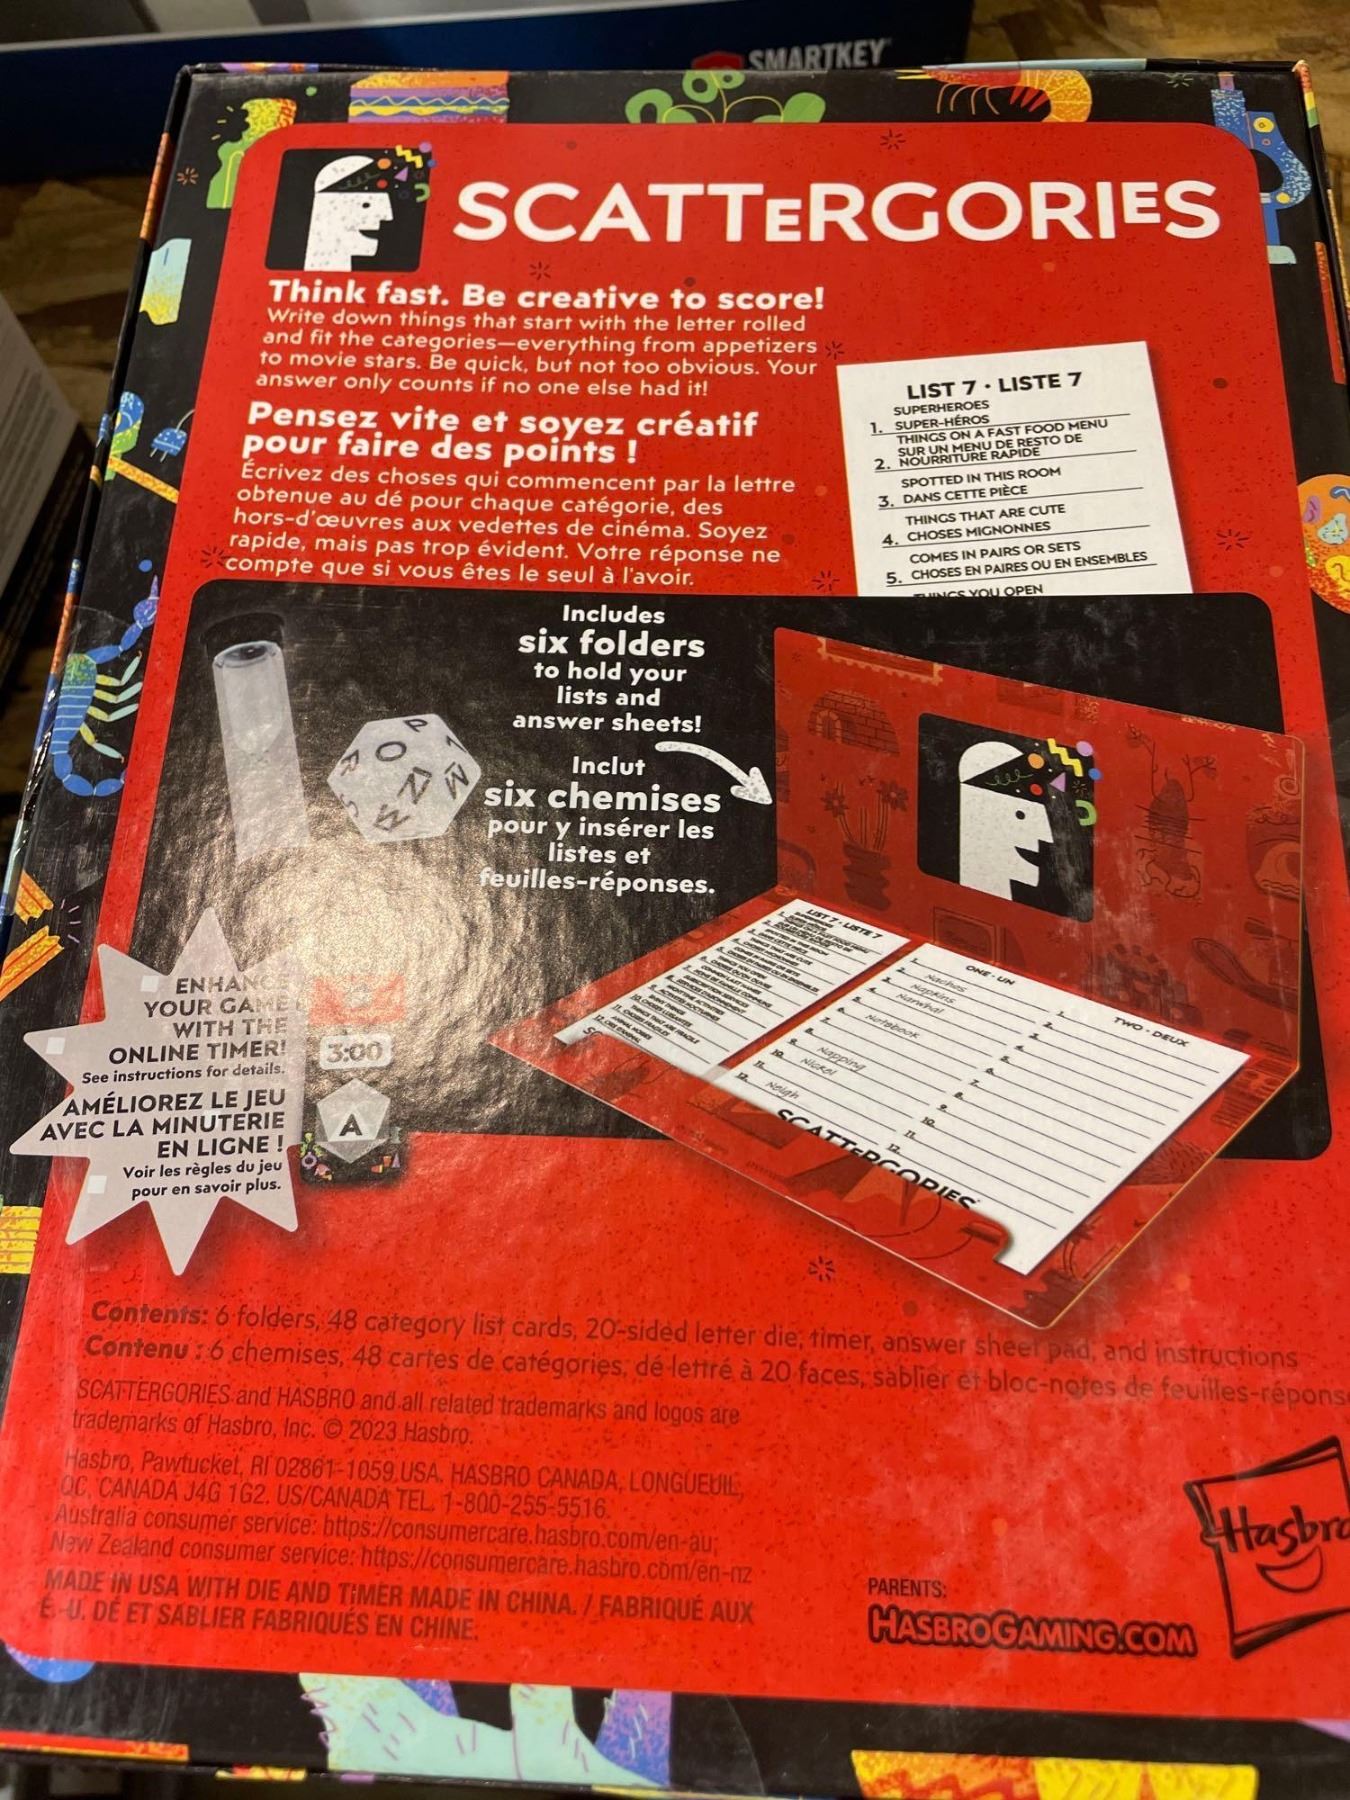 SMARTKEY
SCATTERGORIES
Think fast. Be creative to score!
Write down things that start with the letter rolled
and fit the categories—everything from appetizers
to movie stars. Be quick, but not too obvious. Your
answer only counts if no one else had it!
Pensez vite et soyez créatif
pour faire des points !
Écrivez des choses qui commencent par la lettre
obtenue au dé pour chaque catégorie, des
hors-d'œuvres aux vedettes de cinéma. Soyez
rapide, mais pas trop évident. Votre réponse ne
compte que si vous êtes le seul à l'avoir.
LIST 7 • LISTE 7
SUPERHEROES
1. SUPER-HÉROS
THINGS ON A FAST FOOD MENU
SUR UN MENU DE RESTO DE
2. NOURRITURE RAPIDE
SPOTTED IN THIS ROOM
3. DANS CETTE PIÈCE
THINGS THAT ARE CUTE
4. CHOSES MIGNONNES
COMES IN PAIRS OR SETS
5. CHOSES EN PAIRES OU EN ENSEMBLES
THINGS YOU OPEN
Includes
six folders
to hold your
lists and
answer sheets!
Inclut
six chemises
pour y insérer les
listes et
feuilles-réponses.
LIST 7 • LISTE 7
ONE • UN
Nachos
Napkins
Narwhal
Notebook
Napping
Nickel
Neigh
TWO • DEUX
SCATTERGORIES
ENHANCE
YOUR GAME
WITH THE
ONLINE TIMER!
See instructions for details.
AMÉLIOREZ LE JEU
AVEC LA MINUTERIE
EN LIGNE !
Voir les règles du jeu
pour en savoir plus.
3:00
A
Contents: 6 folders, 48 category list cards, 20-sided letter die, timer, answer sheet pad, and instructions
Contenu : 6 chemises, 48 cartes de catégories, dé lettré à 20 faces, sablier et bloc-notes de feuilles-répons
SCATTERGORIES and HASBRO and all related trademarks and logos are
trademarks of Hasbro, Inc. © 2023 Hasbro.
Hasbro, Pawtucket, RI 02861-1059 USA. HASBRO CANADA, LONGUEUIL,
QC, CANADA J4G 1G2. US/CANADA TEL. 1-800-255-5516.
Australia consumer service: https://consumercare.hasbro.com/en-au;
New Zealand consumer service: https://consumercare.hasbro.com/en-nz
MADE IN USA WITH DIE AND TIMER MADE IN CHINA. / FABRIQUÉ AUX
É.-U. DÉ ET SABLIER FABRIQUÉS EN CHINE.
PARENTS:
HASBROGAMING.COM
Hasbro